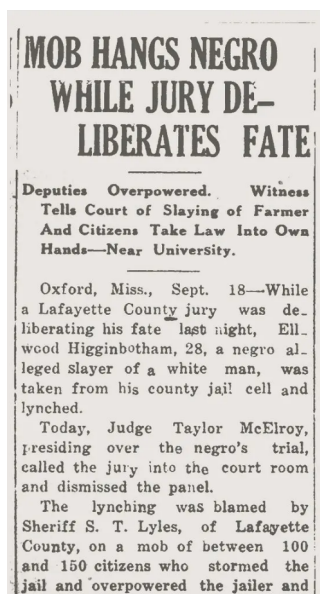 MOB HANGS NEGRO
WHILE JURY DE-
LIBERATES FATE
Deputies Overpowered. Witness
Tells Court of Slaying of Farmer
And Citizens Take Law Into Own
Hands—Near University.
Oxford, Miss., Sept. 18—While
a Lafayette County jury was de-
liberating his fate last night, Ell-
wood Higginbotham, 28, a negro al-
leged slayer of a white man, was
taken from his county jail cell and
lynched.
Today, Judge Taylor McElroy,
presiding over the negro's trial,
called the jury into the court room
and dismissed the panel.
The lynching was blamed by
Sheriff S. T. Lyles, of Lafayette
County, on a mob of between 100
and 150 citizens who stormed the
jail and overpowered the jailer and